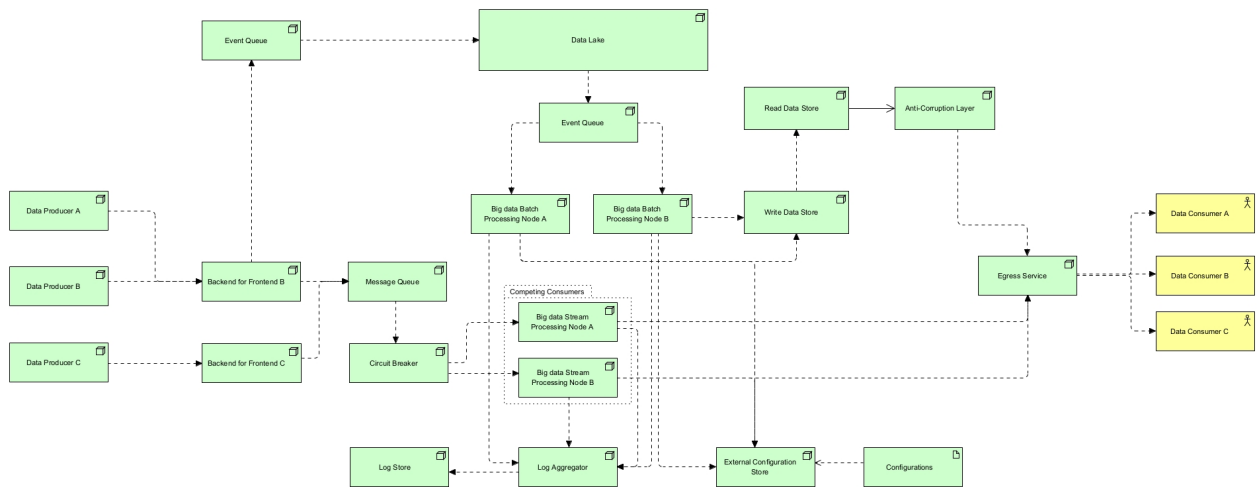 Event Queue
Data Lake
Event Queue
Read Data Store
Anti-Corruption Layer
Data Producer A
Big data Batch
Processing Node A
Big data Batch
Processing Node B
Write Data Store
Data Consumer A
Data Producer B
Backend for Frontend B
Message Queue
Egress Service
Data Consumer B
Competing Consumers
Big data Stream
Processing Node A
Data Consumer C
Data Producer C
Backend for Frontend C
Circuit Breaker
Big data Stream
Processing Node B
Log Store
Log Aggregator
External Configuration
Store
Configurations